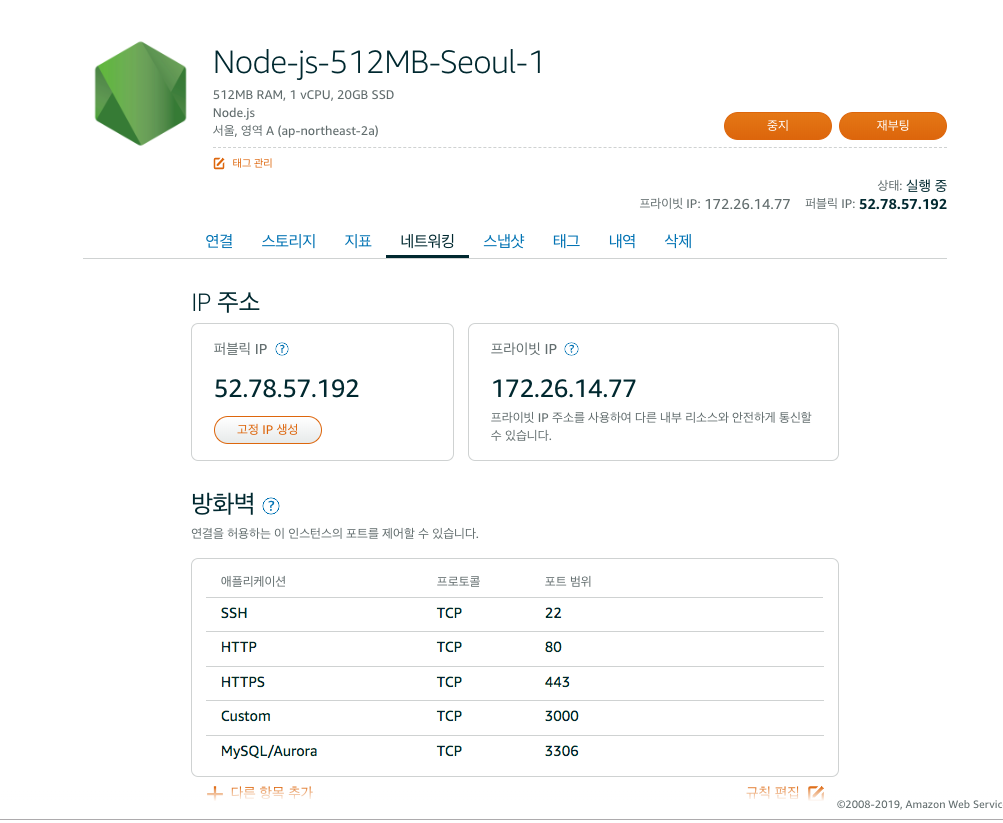 Node-js-512MB-Seoul-1
512MB RAM, 1 vCPU, 20GB SSD
Node.js
서울, 영역 A (ap-northeast-2a)
중지 재부팅
태그 관리
상태: 실행 중
프라이빗 IP: 172.26.14.77 퍼블릭 IP: 52.78.57.192
연결 스토리지 지표 네트워킹 스냅샷 태그 내역 삭제
IP 주소
퍼블릭 IP ?
52.78.57.192
고정 IP 생성
프라이빗 IP ?
172.26.14.77
프라이빗 IP 주소를 사용하여 다른 내부 리소스와 안전하게 통신할
수 있습니다.
방화벽 ?
연결을 허용하는 이 인스턴스의 포트를 제어할 수 있습니다.
애플리케이션 프로토콜 포트 범위
SSH TCP 22
HTTP TCP 80
HTTPS TCP 443
Custom TCP 3000
MySQL/Aurora TCP 3306
다른 항목 추가 규칙 편집
©2008-2019, Amazon Web Servic